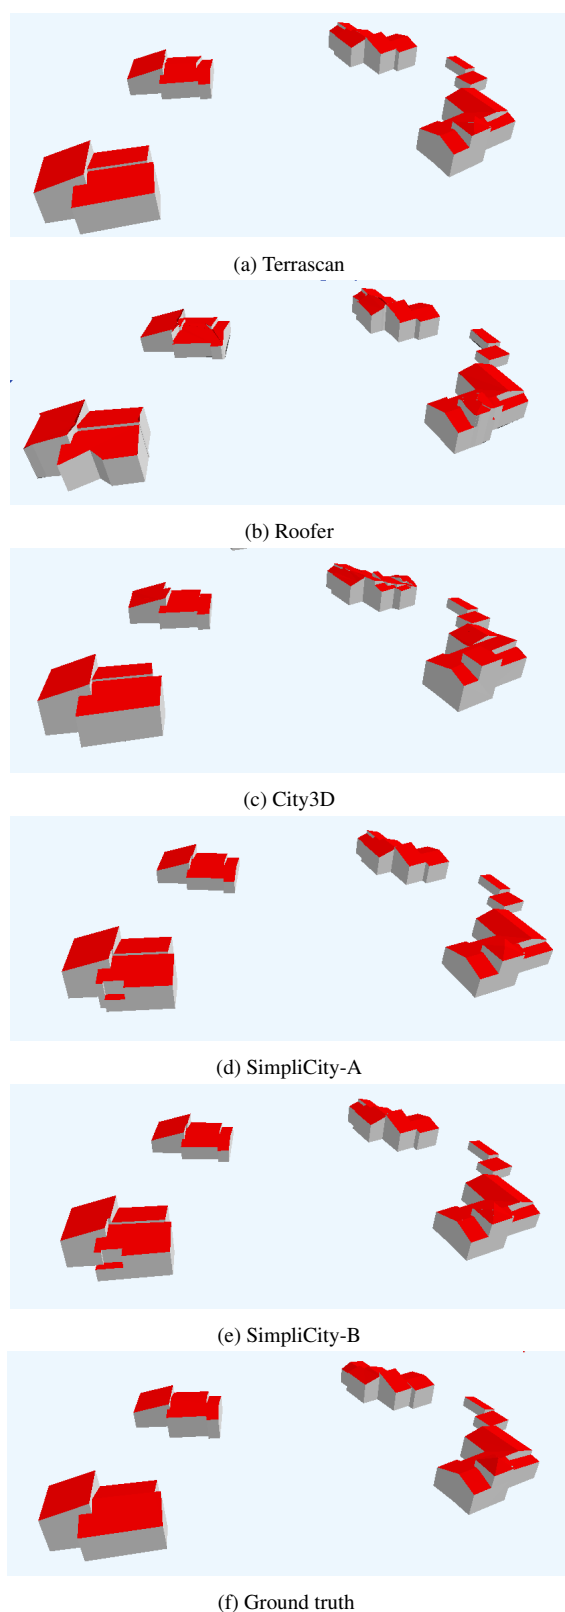 (a) Terrascan
(b) Roofer
(c) City3D
(d) SimpliCity-A
(e) SimpliCity-B
(f) Ground truth